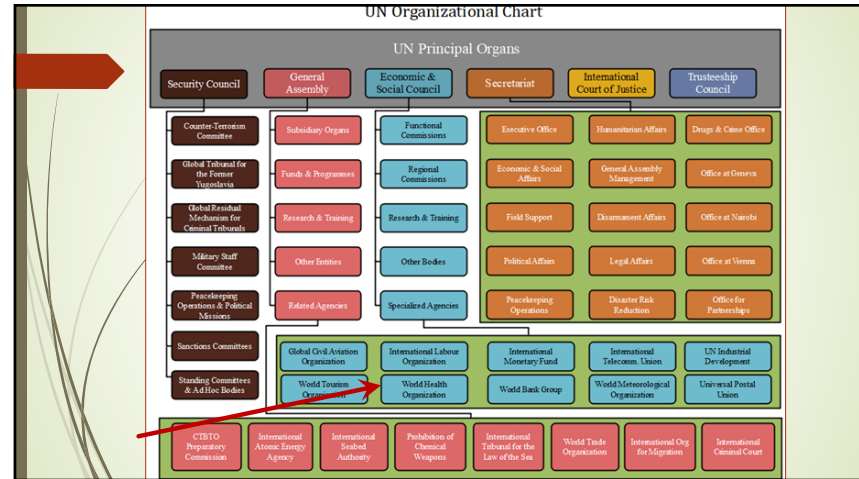 UN Organizational Chart
UN Principal Organs
Security Council
General
Assembly
Economic &
Social Council
Secretariat
International
Court of Justice
Trusteeship
Council
Counter-Terrorism
Committee
Global Tribunal for
the Former
Yugoslavia
Global Residual
Mechanism for
Criminal Tribunals
Military Staff
Committee
Peacekeeping
Operations & Political
Missions
Sanctions Committees
Standing Committees
& Ad Hoc Bodies
Subsidiary Organs
Funds & Programmes
Research & Training
Other Entities
Related Agencies
Functional
Commissions
Regional
Commissions
Research & Training
Other Bodies
Specialized Agencies
Executive Office
Humanitarian Affairs
Drugs & Crime Office
Economic & Social
Affairs
General Assembly
Management
Office at Geneva
Field Support
Disarmament Affairs
Office at Nairobi
Political Affairs
Legal Affairs
Office at Vienna
Peacekeeping
Operations
Disaster Risk
Reduction
Office for
Partnerships
Global Civil Aviation
Organization
International Labour
Organization
International
Monetary Fund
International
Telecomm. Union
UN Industrial
Development
World Tourism
Organization
World Health
Organization
World Bank Group
World Meteorological
Organization
Universal Postal
Union
CTBTO
Preparatory
Commission
International
Atomic Energy
Agency
International
Seabed
Authority
Prohibition of
Chemical
Weapons
International
Tribunal for the
Law of the Sea
World Trade
Organization
International Org
for Migration
International
Criminal Court